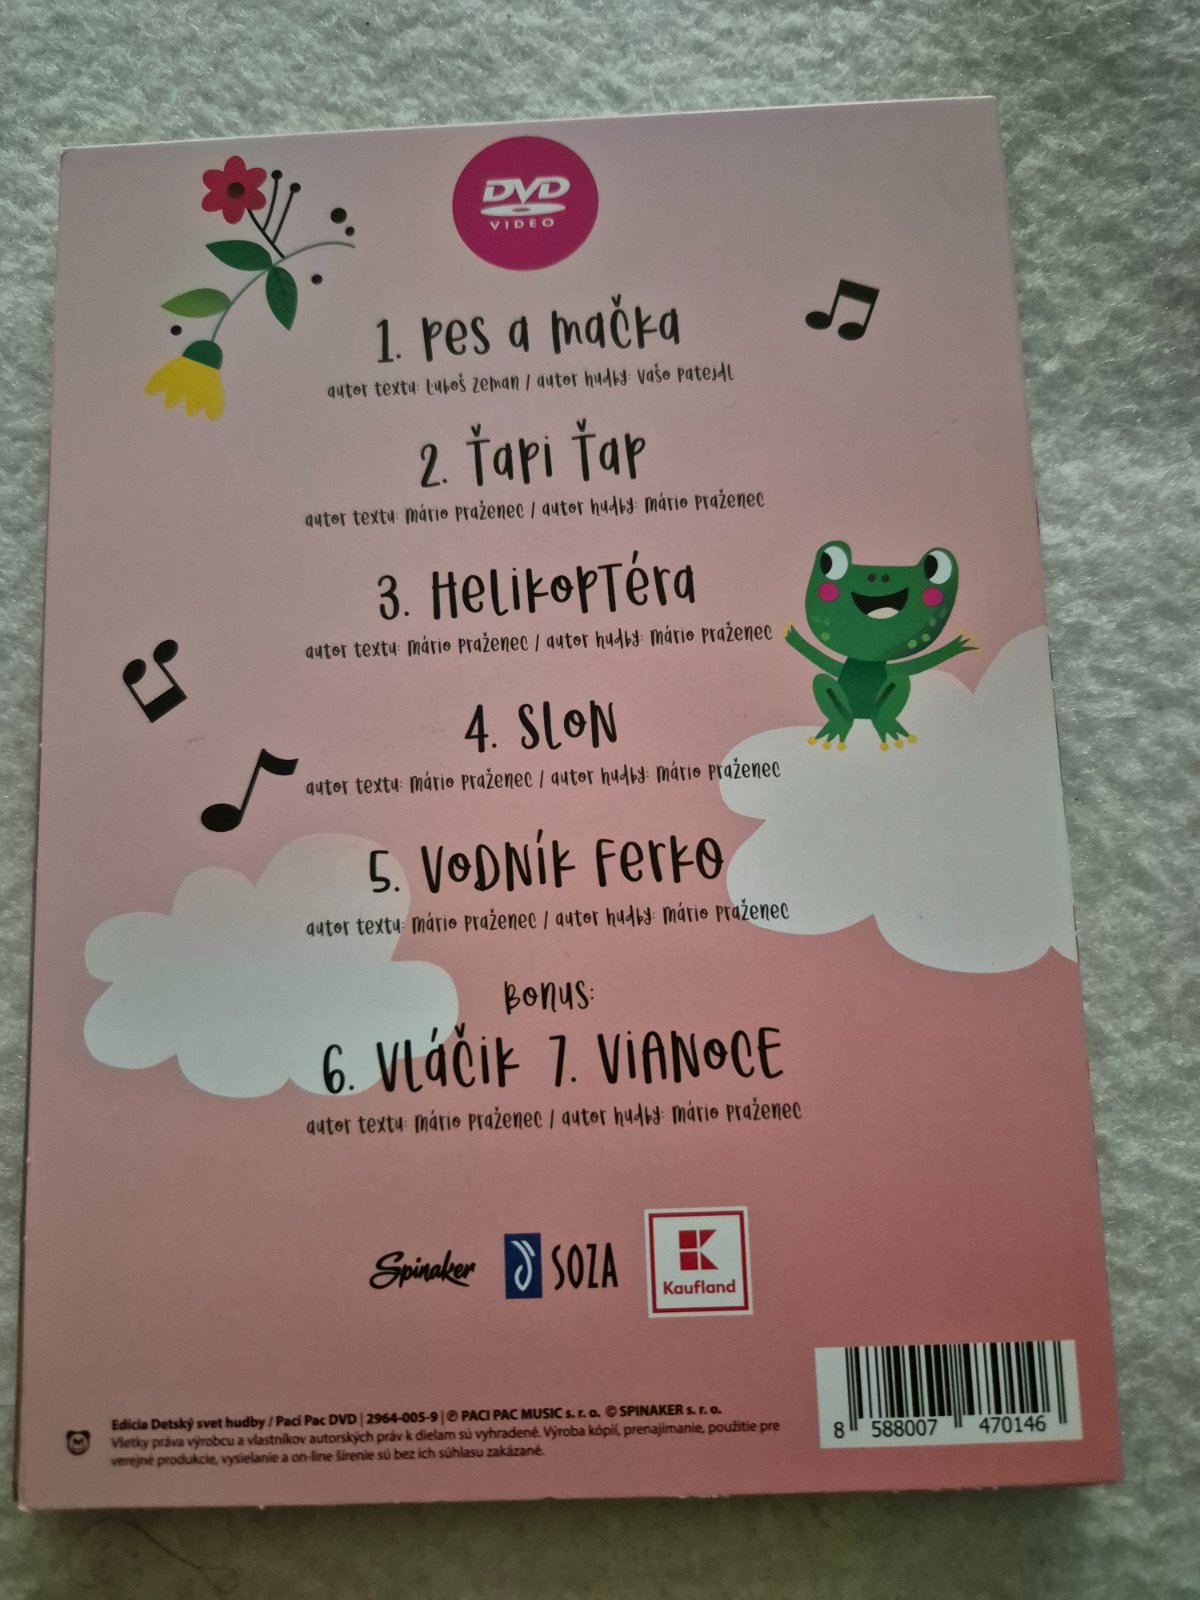 DVD
VIDEO
1. Pes a mačka
autor textu: Ľuboš Zeman / autor hudby: Vašo Patejdl
2. Ťapi Ťap
autor textu: Mário Praženec / autor hudby: Mário Praženec
3. Helikoptéra
autor textu: Mário Praženec / autor hudby: Mário Praženec
4. Slon
autor textu: Mário Praženec / autor hudby: Mário Praženec
5. Vodník Ferko
autor textu: Mário Praženec / autor hudby: Mário Praženec
Bonus:
6. Vláčik 7. Vianoce
autor textu: Mário Praženec / autor hudby: Mário Praženec
Spinaker SOZA Kaufland
Edícia Detský svet hudby / Paci Pac DVD | 2964-005-9 | ℗ PACI PAC MUSIC s. r. o. © SPINAKER s. r. o.
Všetky práva výrobcu a vlastníkov autorských práv k dielam sú vyhradené. Výroba kópií, prenajímanie, použitie pre
verejné produkcie, vysielanie a on-line šírenie sú bez ich súhlasu zakázané.
8 588007 470146